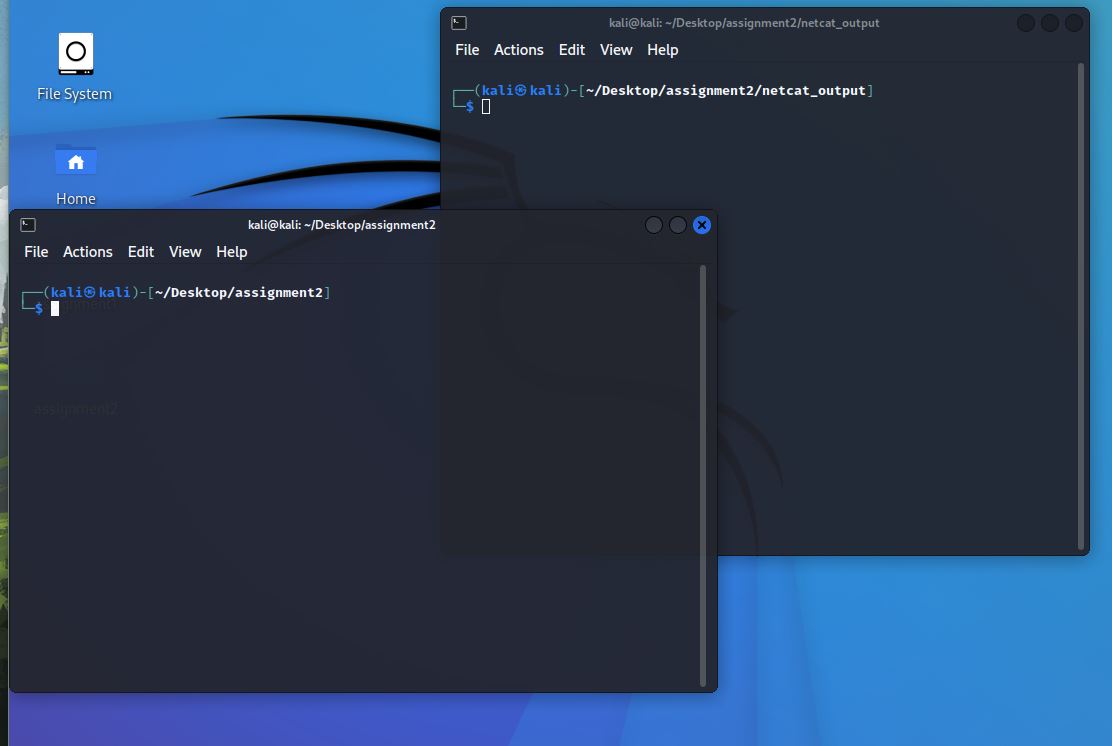 File System
Home
kali@kali: ~/Desktop/assignment2/netcat_output
File Actions Edit View Help
┌──(kali㉿kali)-[~/Desktop/assignment2/netcat_output]
└─$
kali@kali: ~/Desktop/assignment2
File Actions Edit View Help
┌──(kali㉿kali)-[~/Desktop/assignment2]
└─$
assignment2